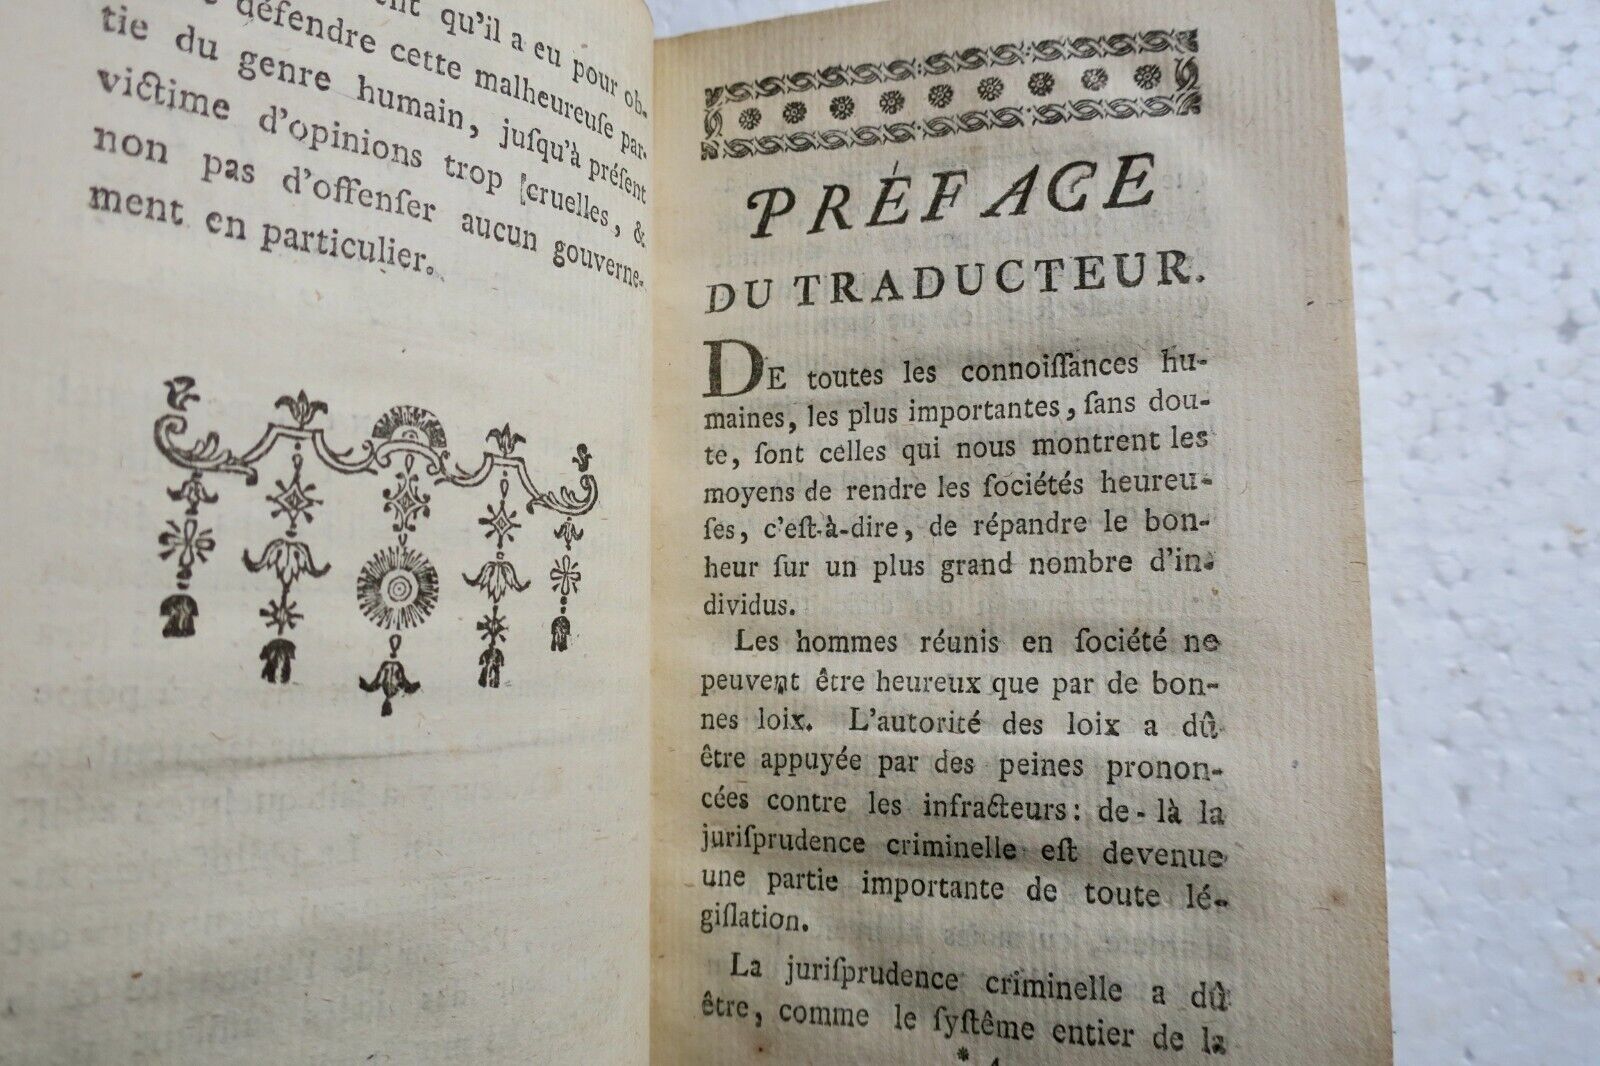 qu'il a eu pour ob-
défendre cette malheureuſe par-
tie du genre humain, juſqu'à préſent
victime d'opinions trop [cruelles, &
non pas d'offenſer aucun gouverne-
ment en particulier.
PRÉFACE
DU TRADUCTEUR.
DE toutes les connoiſſances hu-
maines, les plus importantes, ſans dou-
te, ſont celles qui nous montrent les
moyens de rendre les ſociétés heureu-
ſes, c'eſt-à-dire, de répandre le bon-
heur ſur un plus grand nombre d'in-
dividus.
Les hommes réunis en ſociété ne
peuvent être heureux que par de bon-
nes loix. L'autorité des loix a dû
être appuyée par des peines pronon-
cées contre les infracteurs: de-là la
juriſprudence criminelle eſt devenue
une partie importante de toute lé-
giſlation.
La juriſprudence criminelle a dû
être, comme le ſyſtême entier de la
*